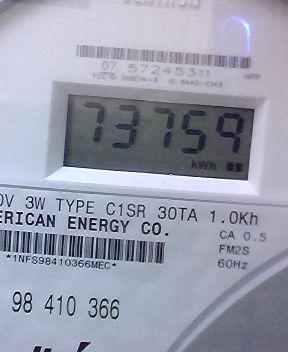 07 57245311
73759
kWh
0V 3W TYPE C1SR 30TA 1.0Kh
ERICAN ENERGY CO.
CA 0.5
FM2S
*1NFS98410366MEC*
60Hz
98 410 366